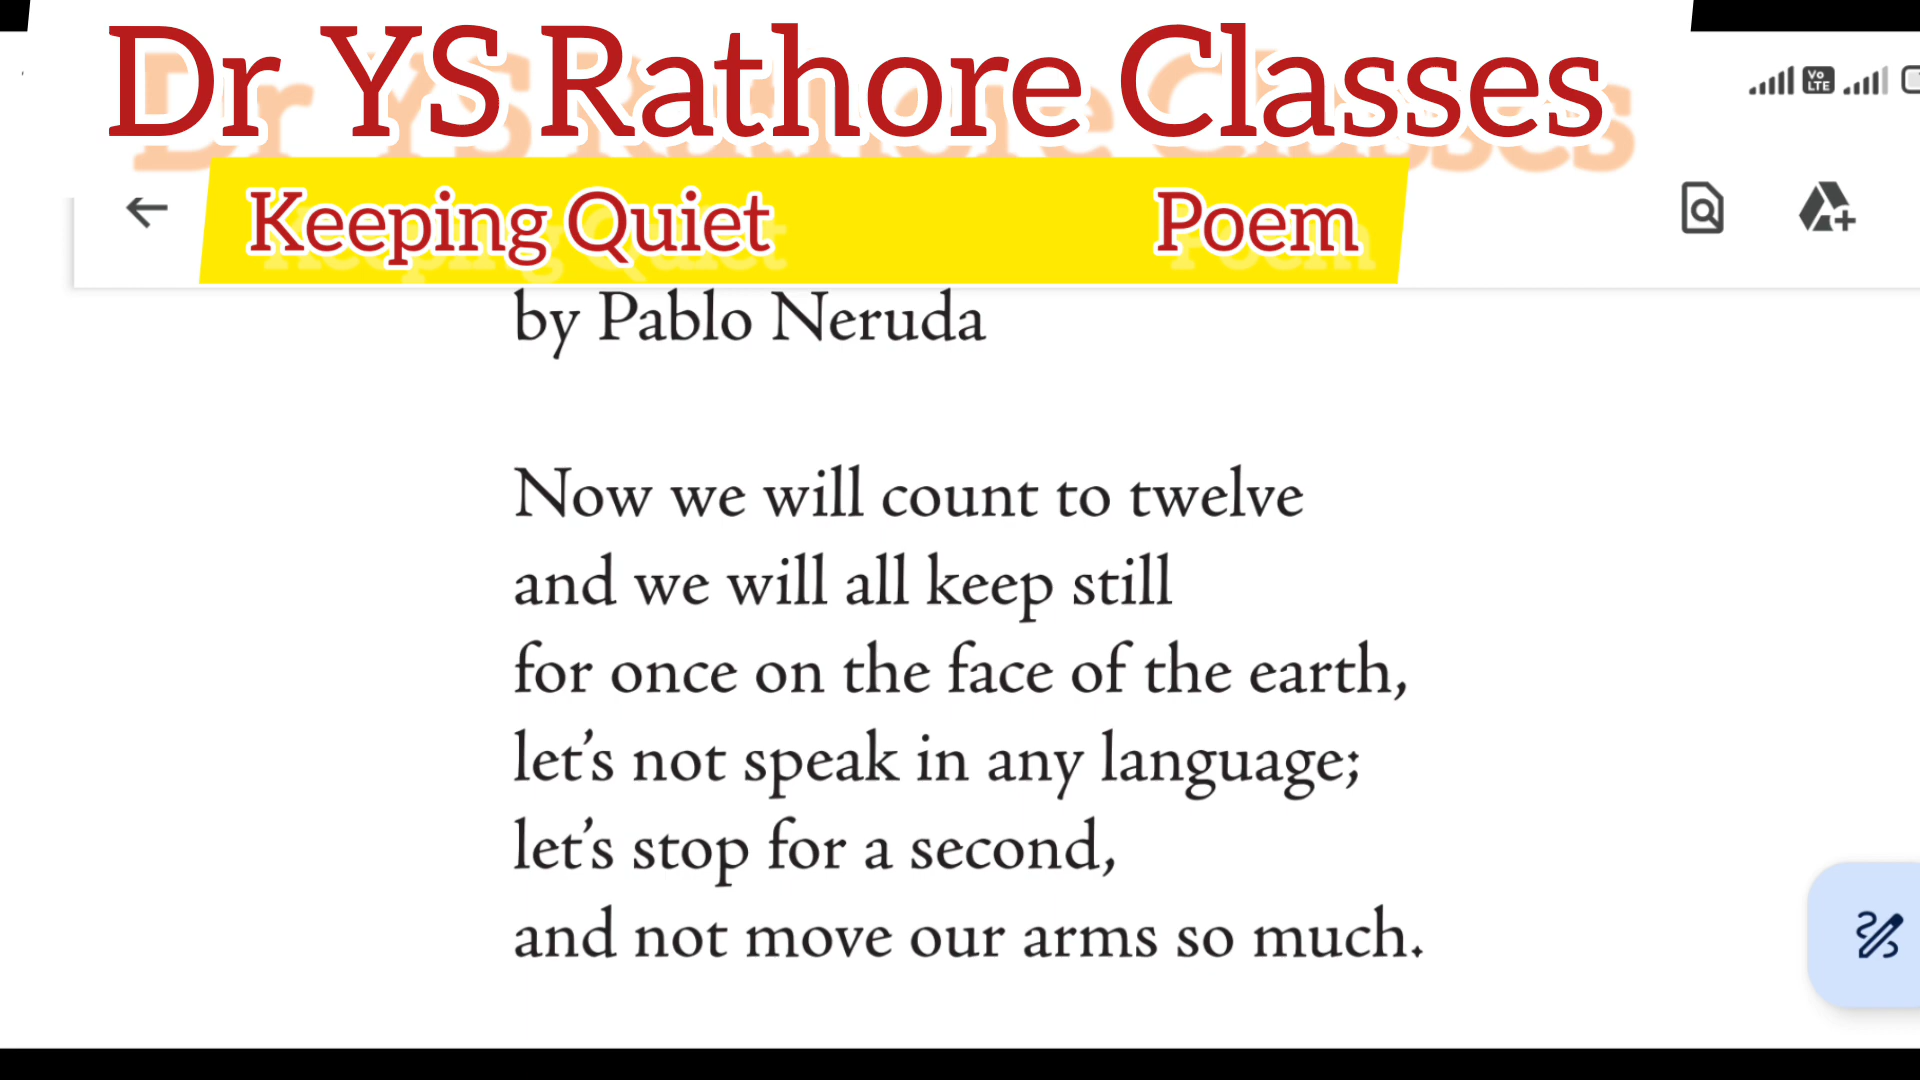 Dr YS Rathore Classes
Vo LTE
Keeping Quiet Poem
by Pablo Neruda
Now we will count to twelve
and we will all keep still
for once on the face of the earth,
let’s not speak in any language;
let’s stop for a second,
and not move our arms so much.